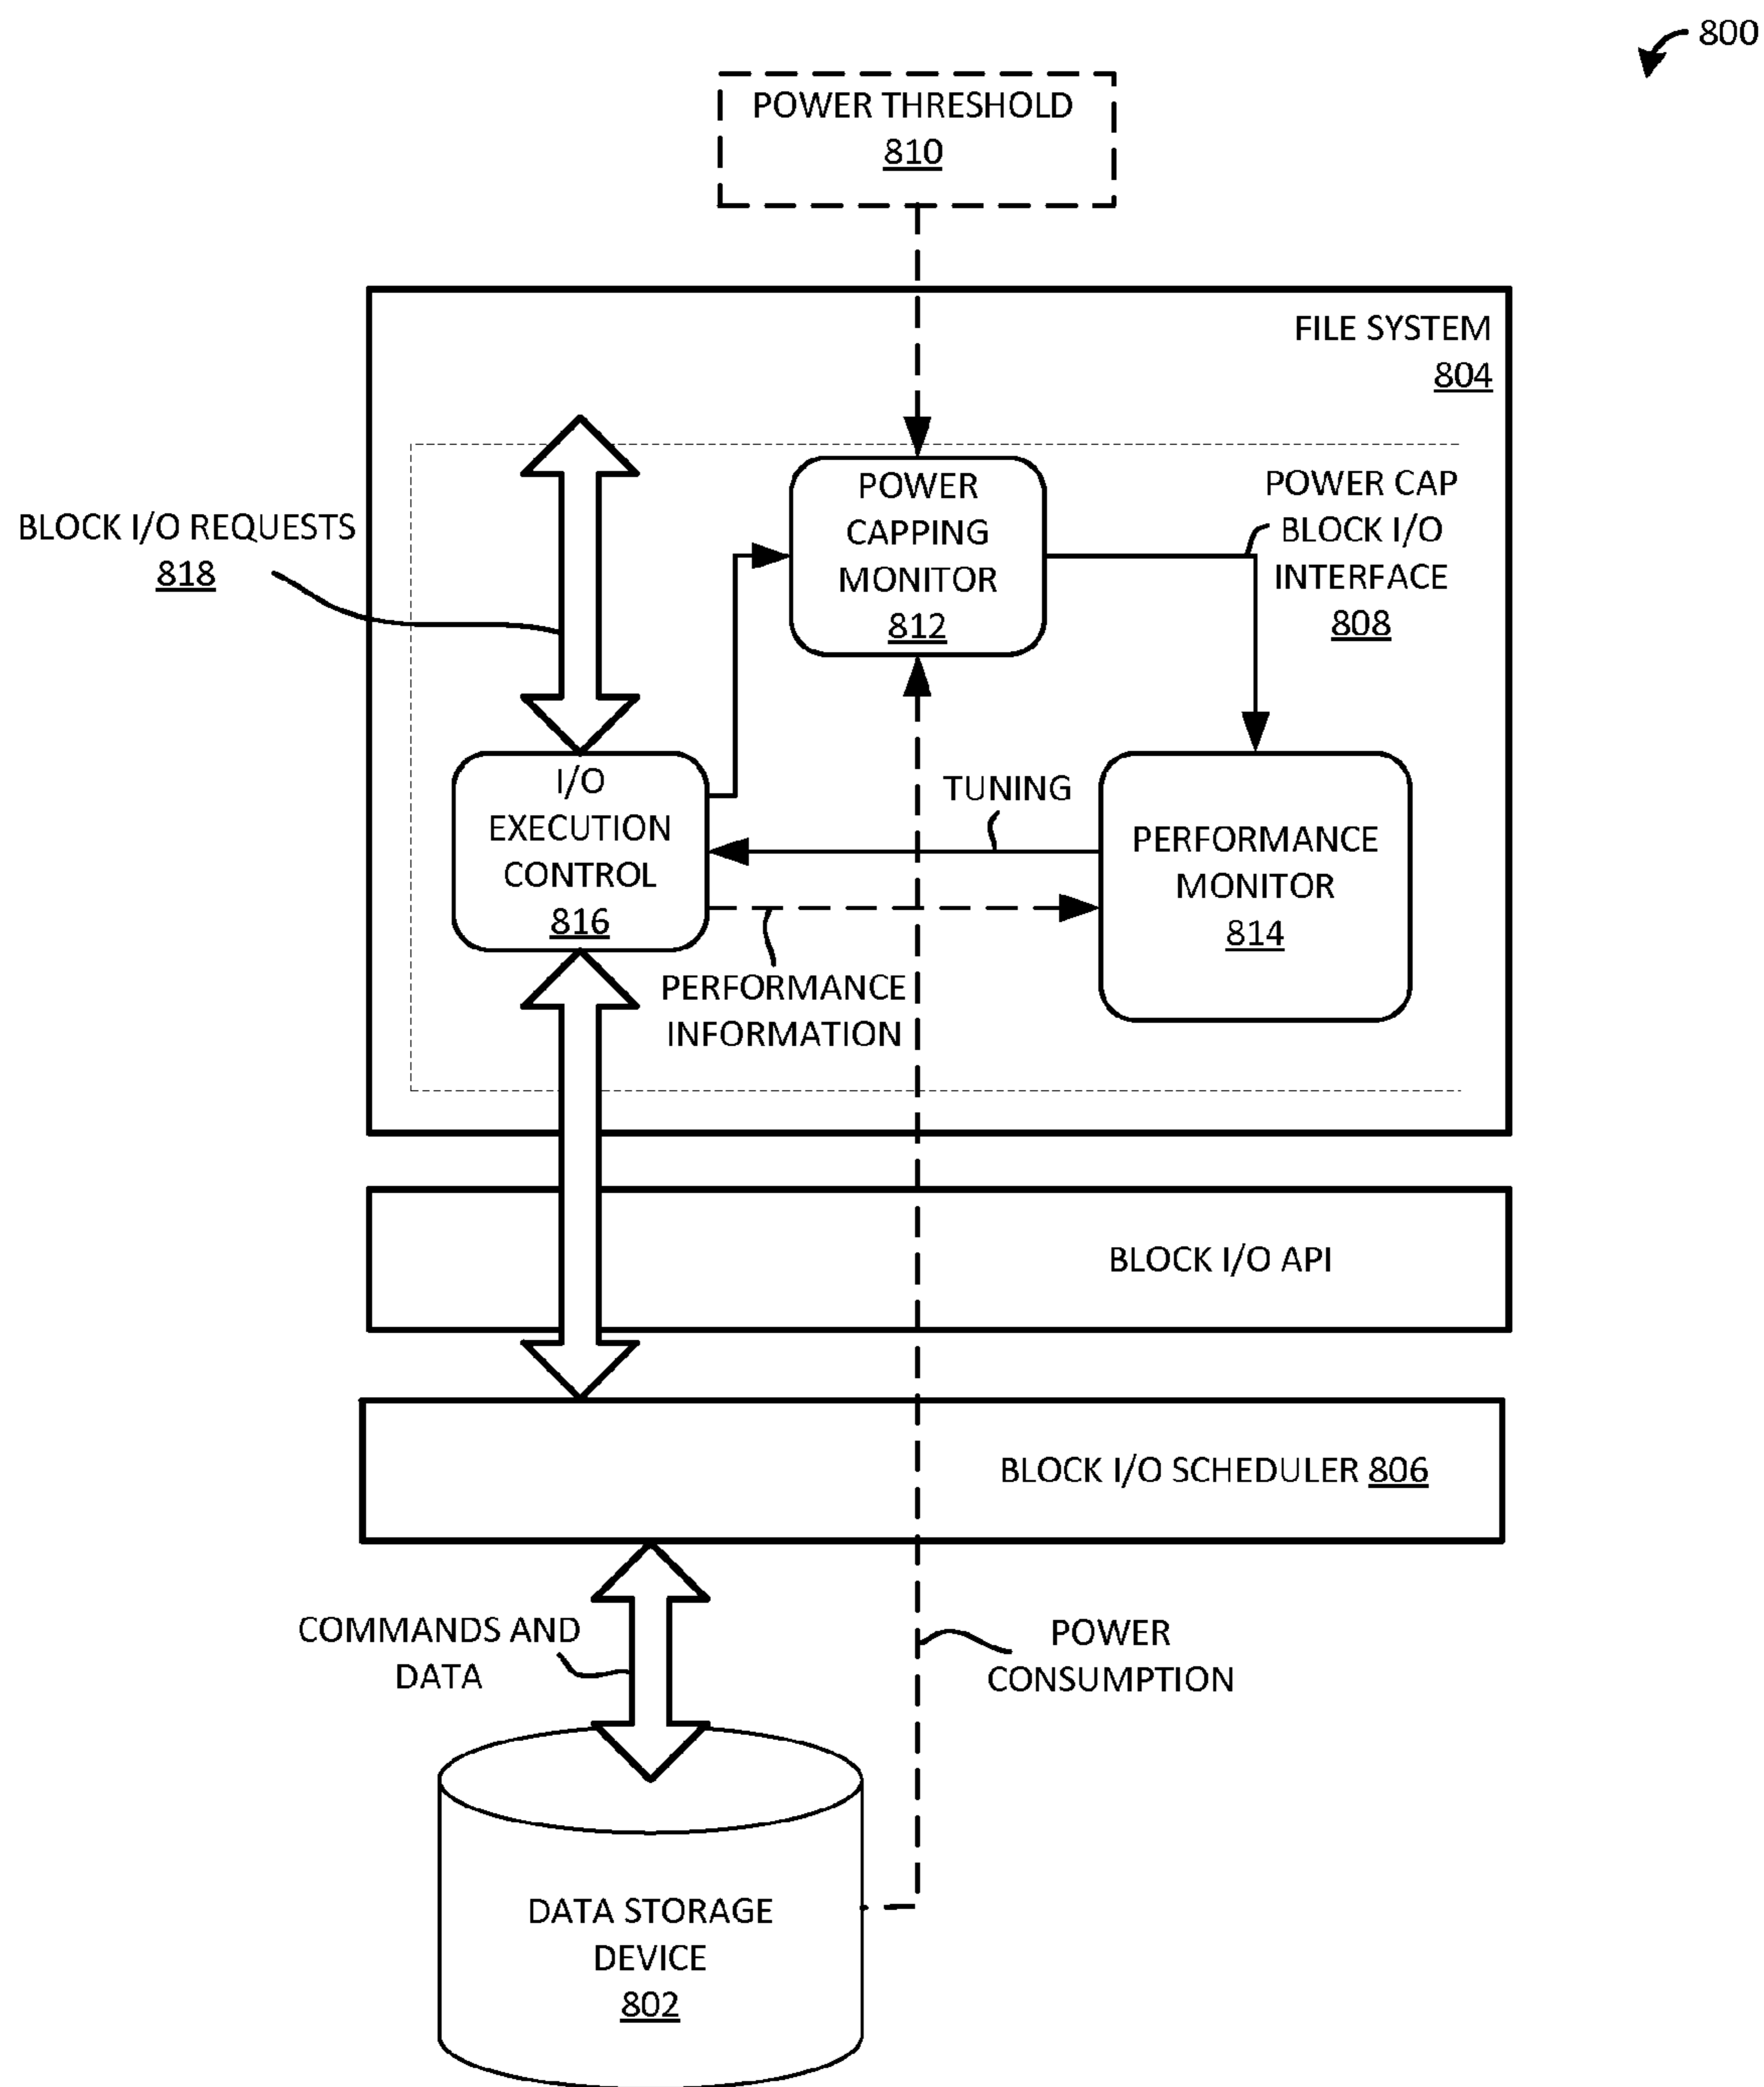 800
POWER THRESHOLD
810
FILE SYSTEM
804
BLOCK I/O REQUESTS
818
POWER
CAPPING
MONITOR
812
POWER CAP
BLOCK I/O
INTERFACE
808
I/O
EXECUTION
CONTROL
816
TUNING
PERFORMANCE
MONITOR
814
PERFORMANCE
INFORMATION
BLOCK I/O API
BLOCK I/O SCHEDULER 806
COMMANDS AND
DATA
POWER
CONSUMPTION
DATA STORAGE
DEVICE
802